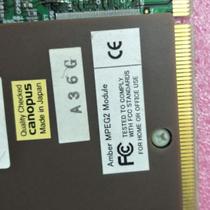 Quality Checked
canopus
Made in Japan
A36G
CE
Amber MPEG2 Module
FC
TESTED TO COMPLY
WITH FCC STANDARDS
FOR HOME OR OFFICE USE